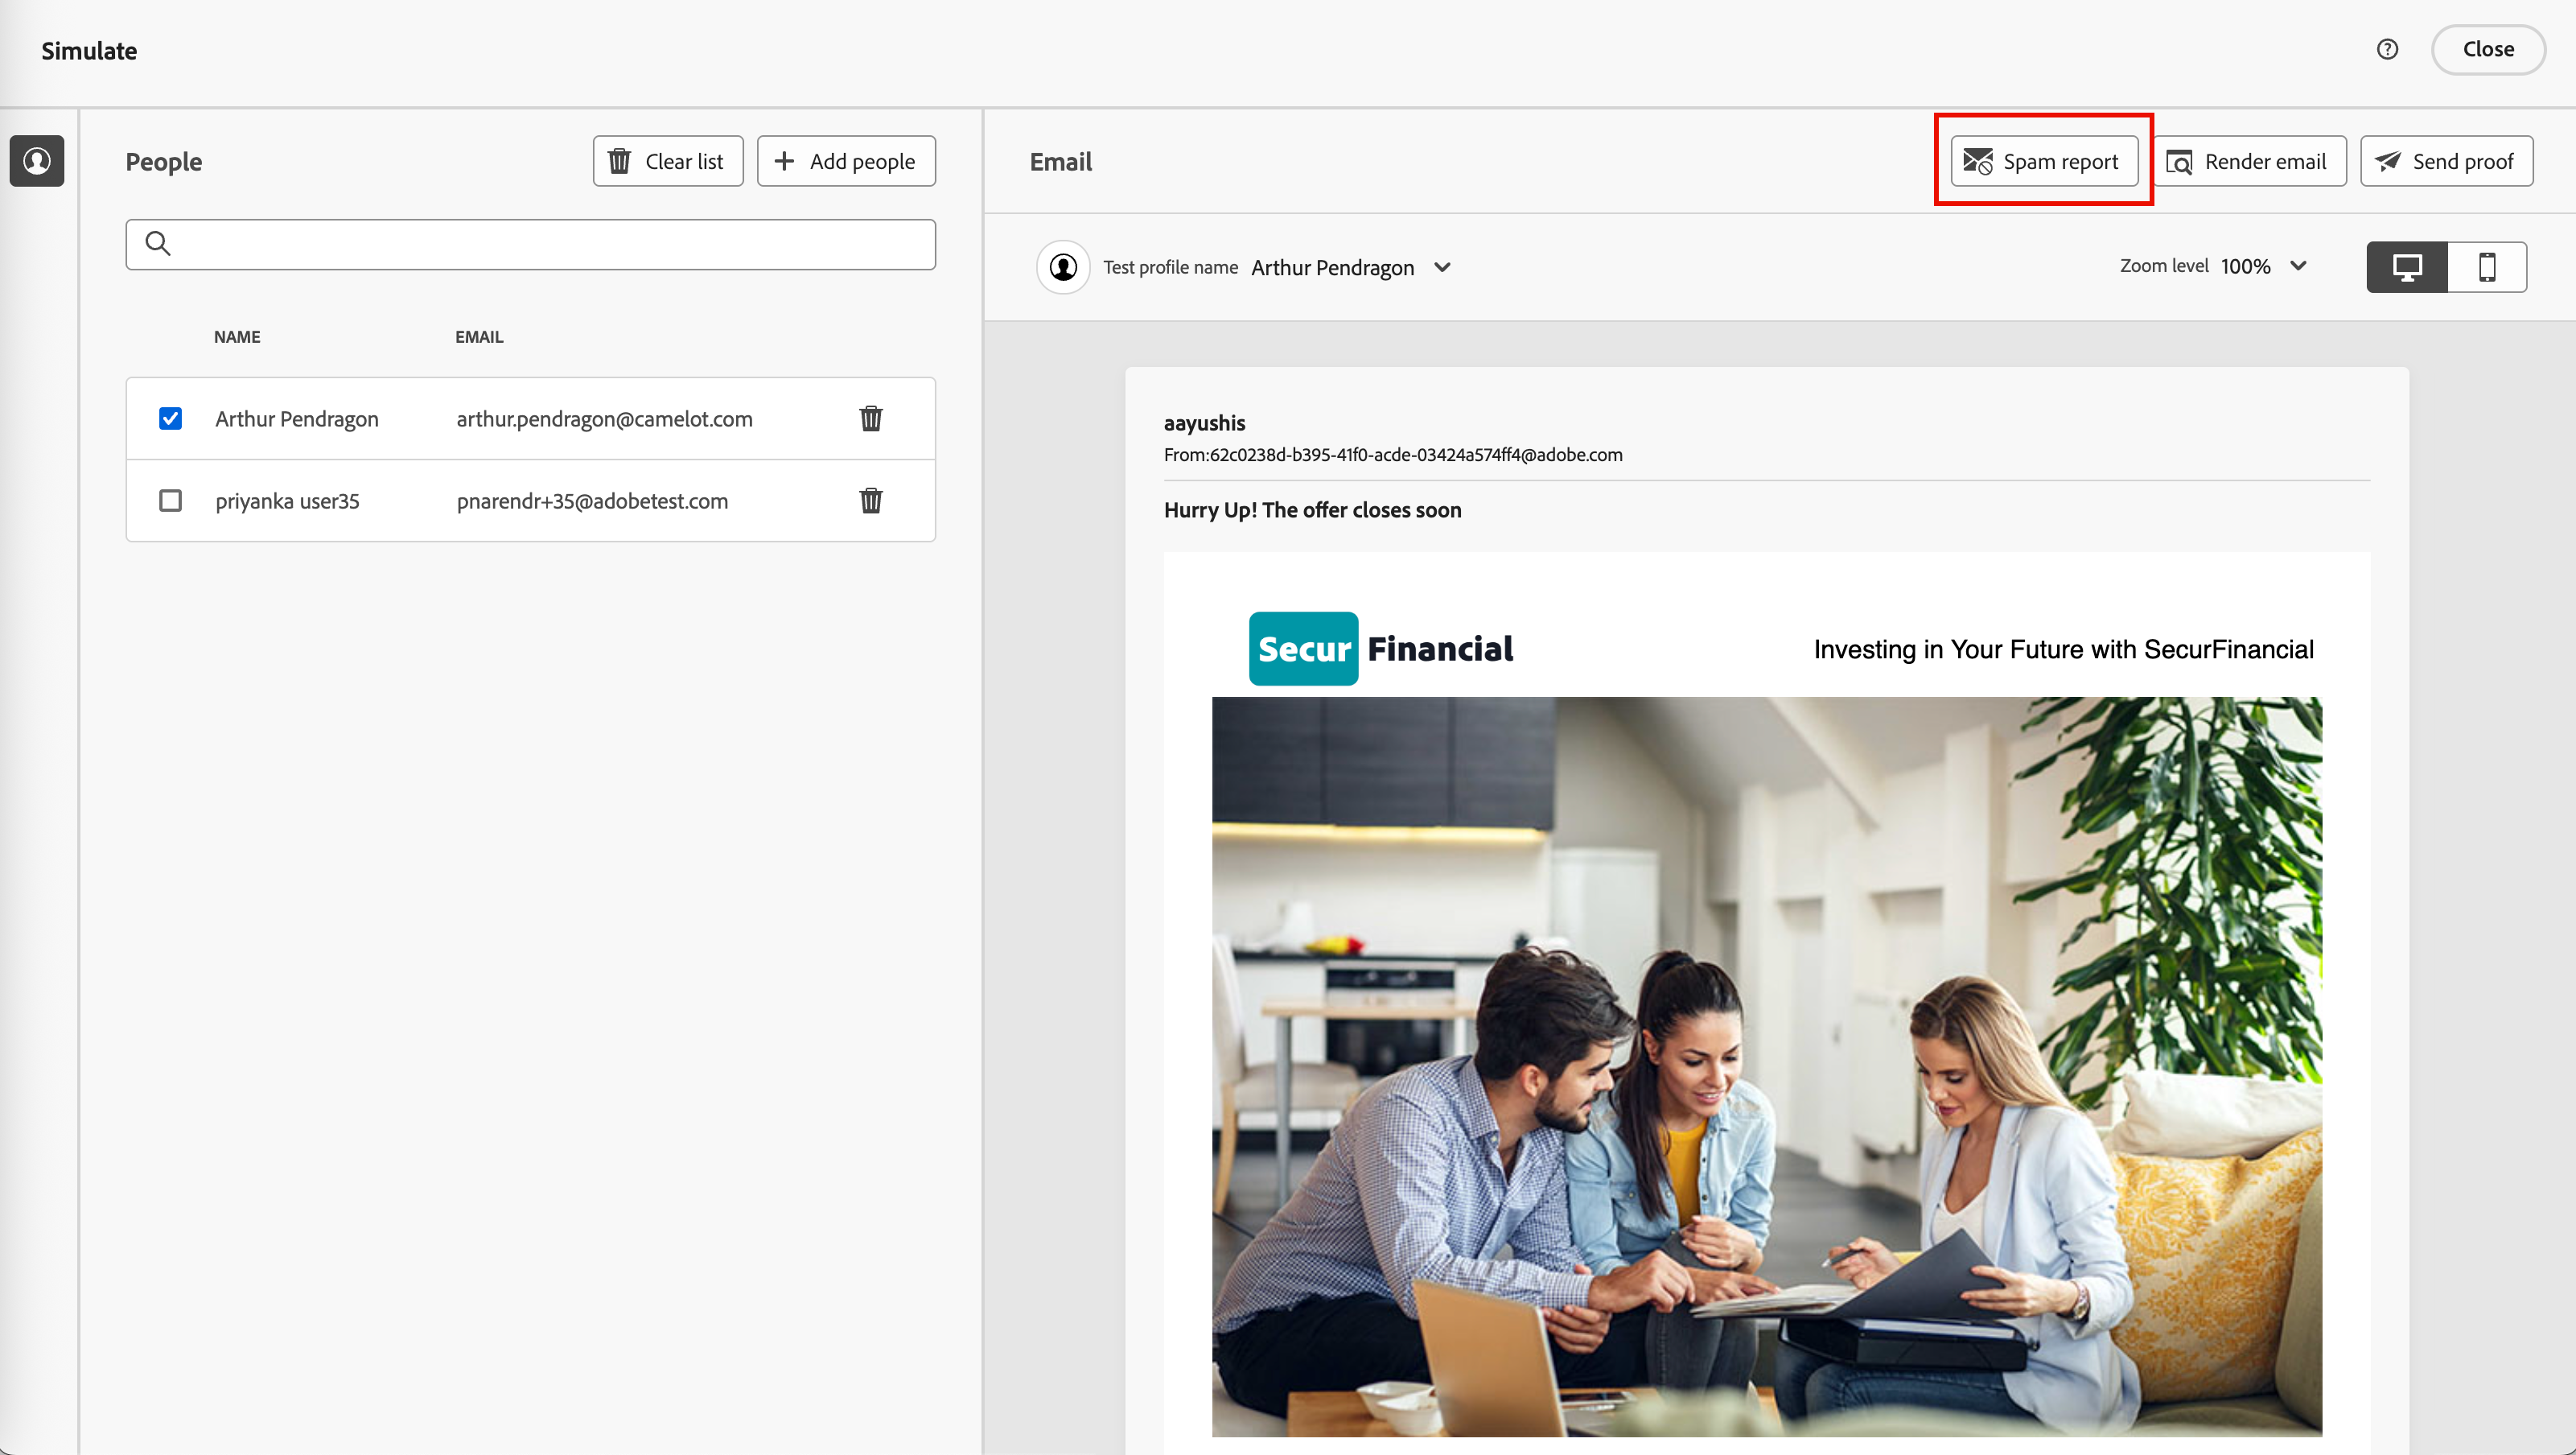 Simulate
Close
People
Clear list
Add people
NAME EMAIL
Arthur Pendragon arthur.pendragon@camelot.com
priyanka user35 pnarendr+35@adobetest.com
Email
Spam report
Render email
Send proof
Test profile name Arthur Pendragon
Zoom level 100%
aayushis
From:62c0238d-b395-41f0-acde-03424a574ff4@adobe.com
Hurry Up! The offer closes soon
Secur Financial
Investing in Your Future with SecurFinancial